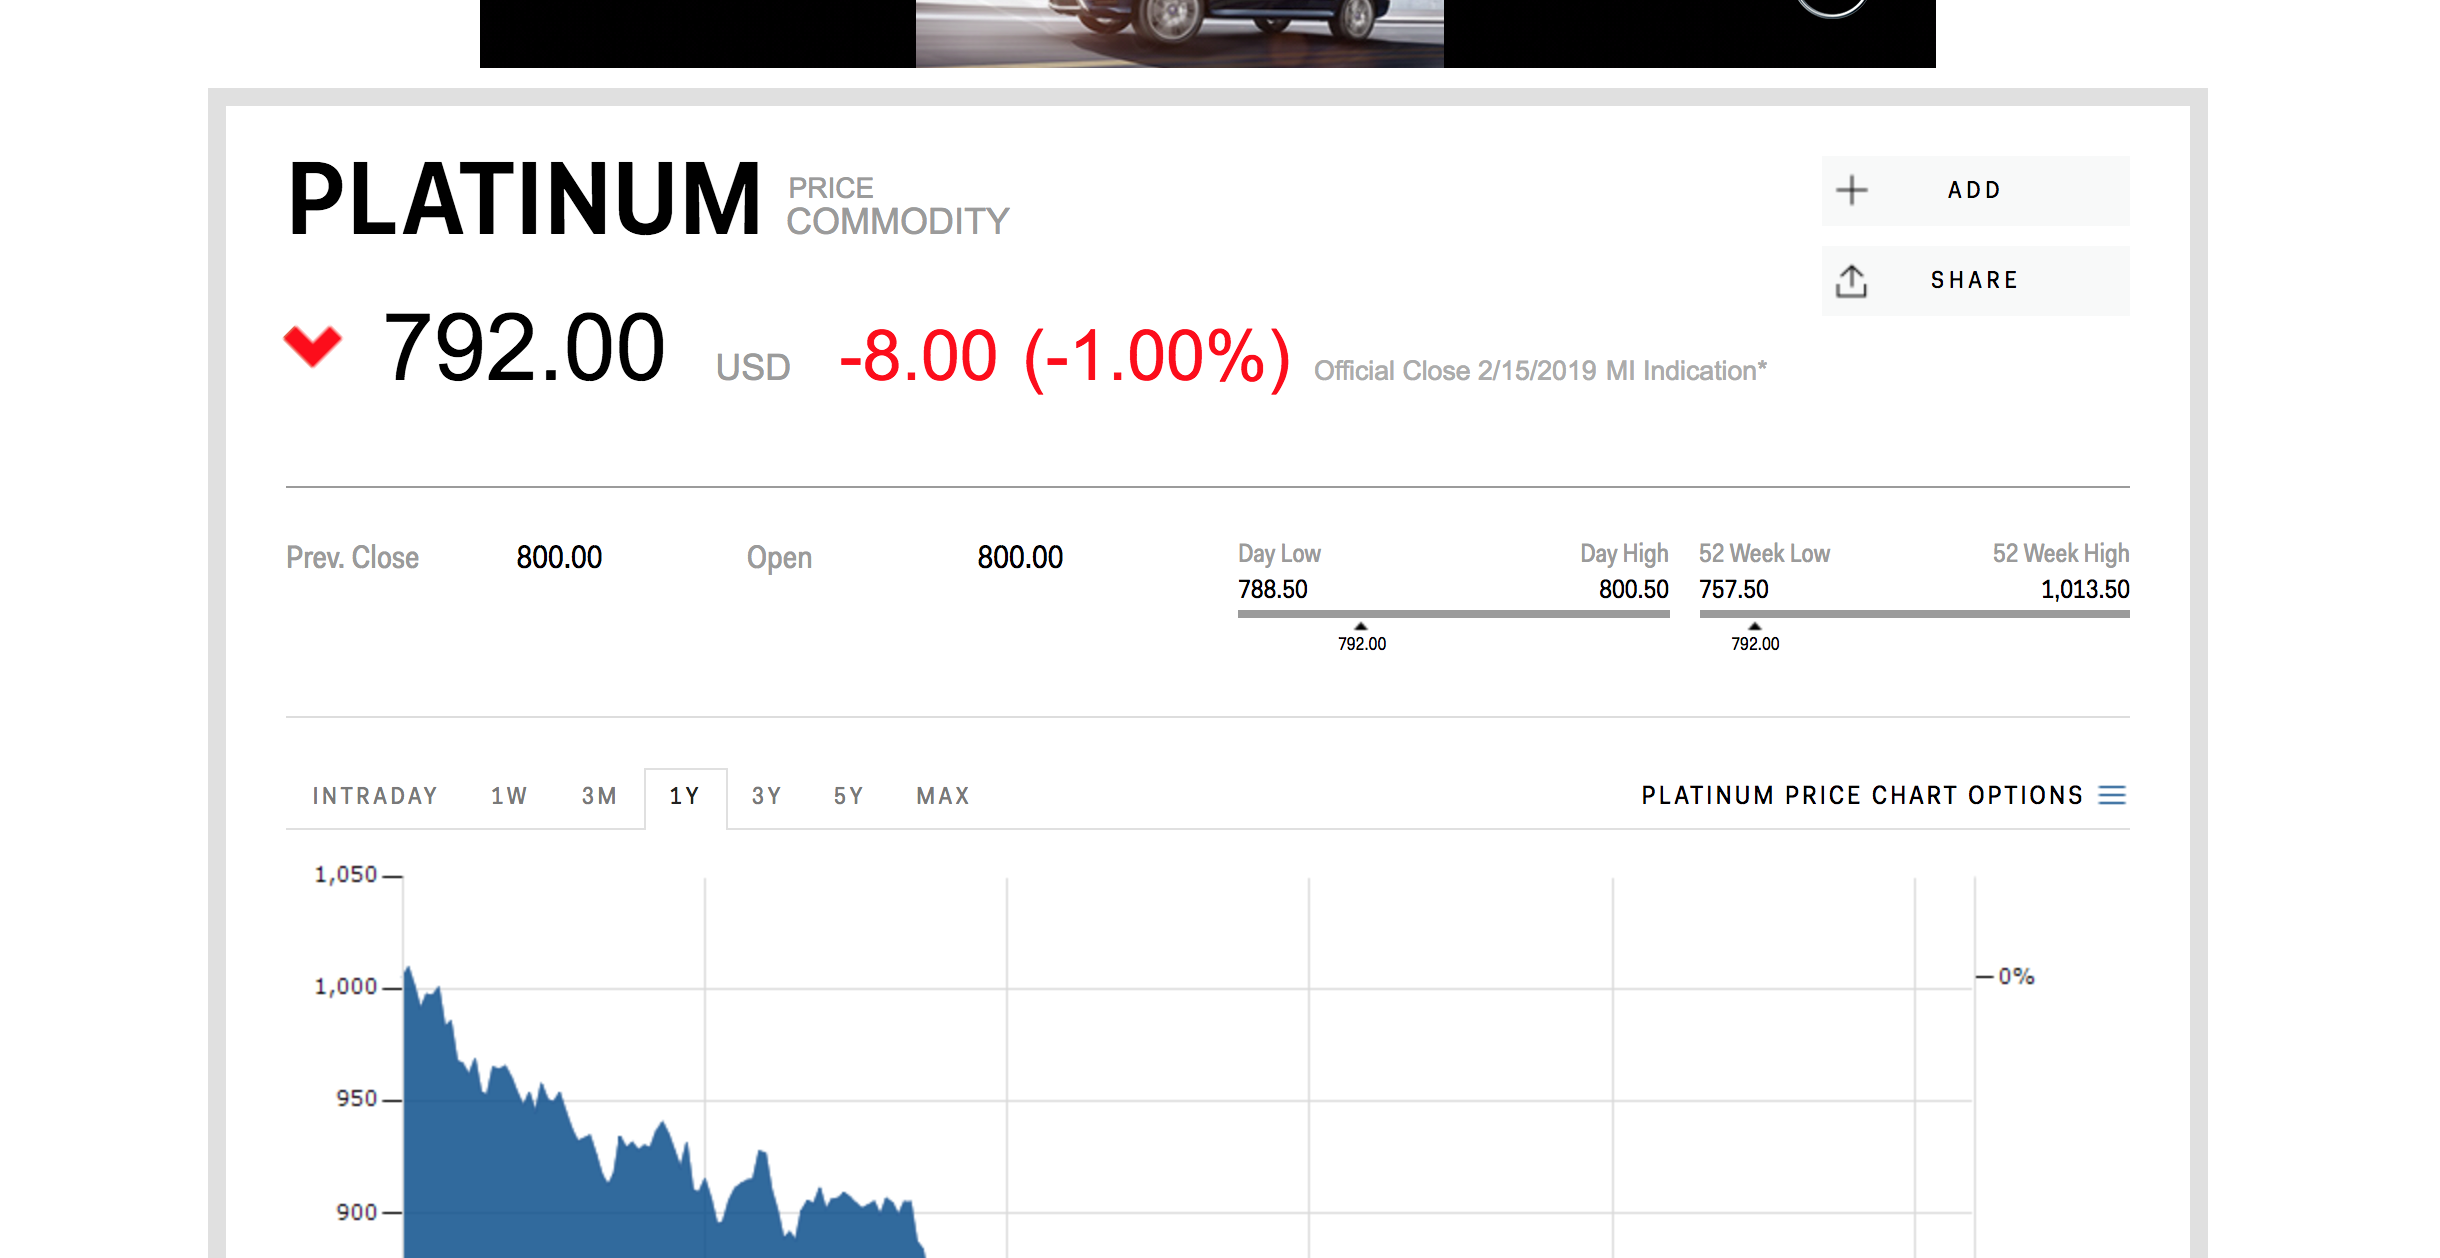 PLATINUM PRICE COMMODITY
ADD
SHARE
792.00 USD -8.00 (-1.00%) Official Close 2/15/2019 MI Indication*
Prev. Close 800.00 Open 800.00
Day Low Day High 52 Week Low 52 Week High
788.50 800.50 757.50 1,013.50
792.00 792.00
INTRADAY 1W 3M 1Y 3Y 5Y MAX PLATINUM PRICE CHART OPTIONS
1,050
1,000 0%
950
900